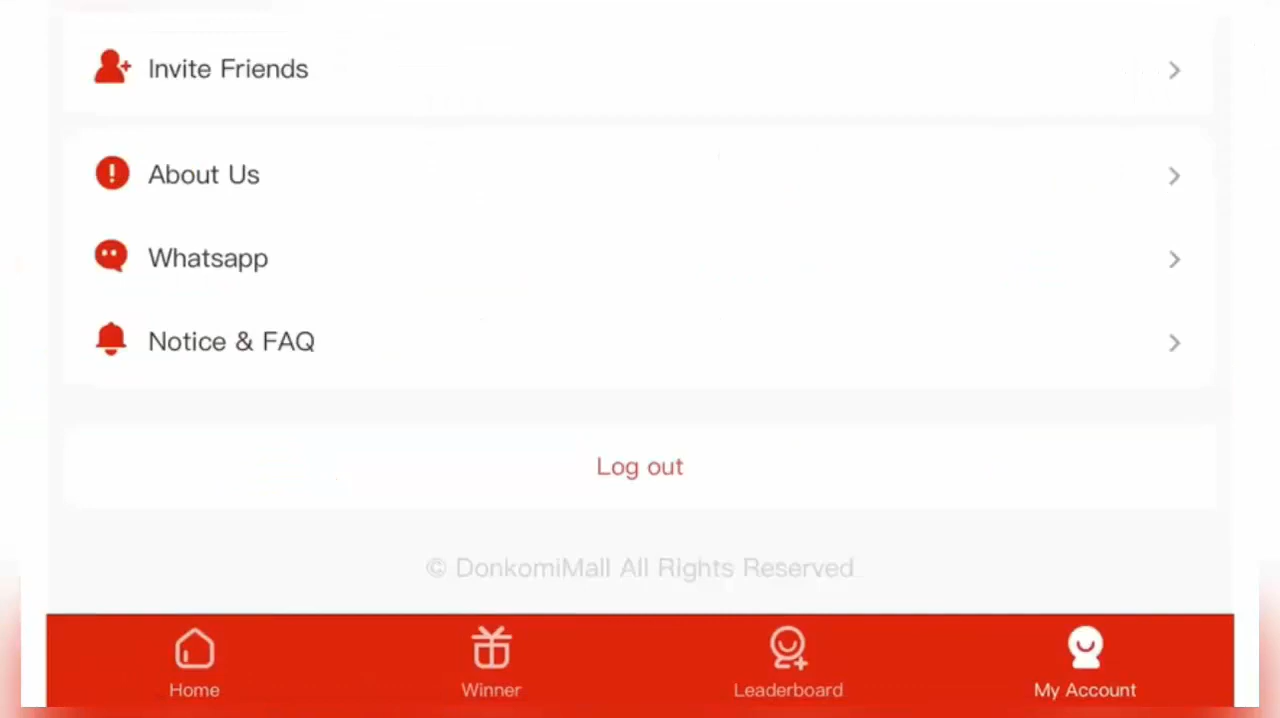 Invite Friends
About Us
Whatsapp
Notice & FAQ
Log out
© DonkomiMall All Rights Reserved
Home
Winner
Leaderboard
My Account